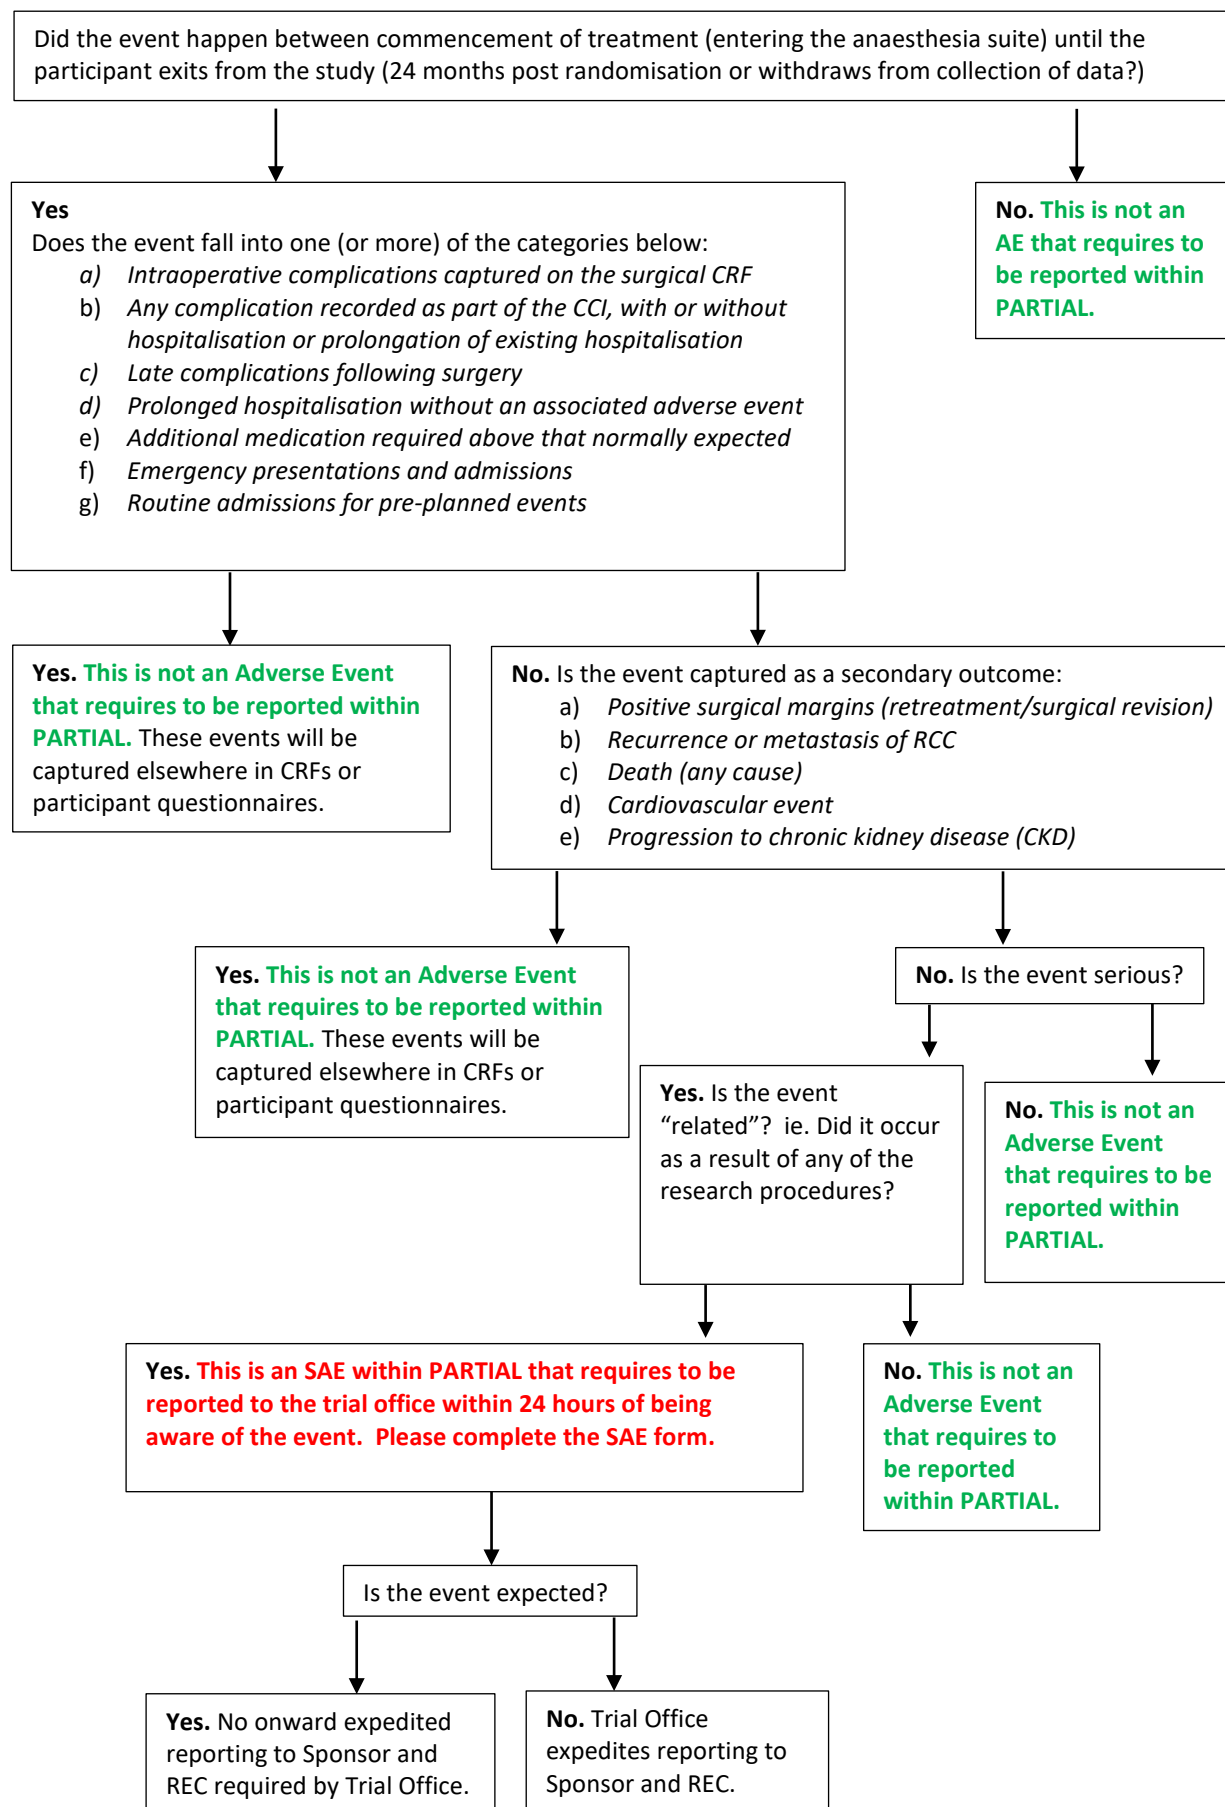 Did the event happen between commencement of treatment (entering the anaesthesia suite) until the
participant exits from the study (24 months post randomisation or withdraws from collection of data?)
Yes
Does the event fall into one (or more) of the categories below:
a) Intraoperative complications captured on the surgical CRF
b) Any complication recorded as part of the CCI, with or without
hospitalisation or prolongation of existing hospitalisation
c) Late complications following surgery
d) Prolonged hospitalisation without an associated adverse event
e) Additional medication required above that normally expected
f) Emergency presentations and admissions
g) Routine admissions for pre-planned events
No. This is not an
AE that requires to
be reported within
PARTIAL.
Yes. This is not an Adverse Event
that requires to be reported within
PARTIAL. These events will be
captured elsewhere in CRFs or
participant questionnaires.
No. Is the event captured as a secondary outcome:
a) Positive surgical margins (retreatment/surgical revision)
b) Recurrence or metastasis of RCC
c) Death (any cause)
d) Cardiovascular event
e) Progression to chronic kidney disease (CKD)
Yes. This is not an Adverse Event
that requires to be reported within
PARTIAL. These events will be
captured elsewhere in CRFs or
participant questionnaires.
No. Is the event serious?
Yes. Is the event
“related”? ie. Did it occur
as a result of any of the
research procedures?
No. This is not an
Adverse Event
that requires to be
reported within
PARTIAL.
Yes. This is an SAE within PARTIAL that requires to be
reported to the trial office within 24 hours of being
aware of the event. Please complete the SAE form.
No. This is not an
Adverse Event
that requires to
be reported
within PARTIAL.
Is the event expected?
Yes. No onward expedited
reporting to Sponsor and
REC required by Trial Office.
No. Trial Office
expedites reporting to
Sponsor and REC.